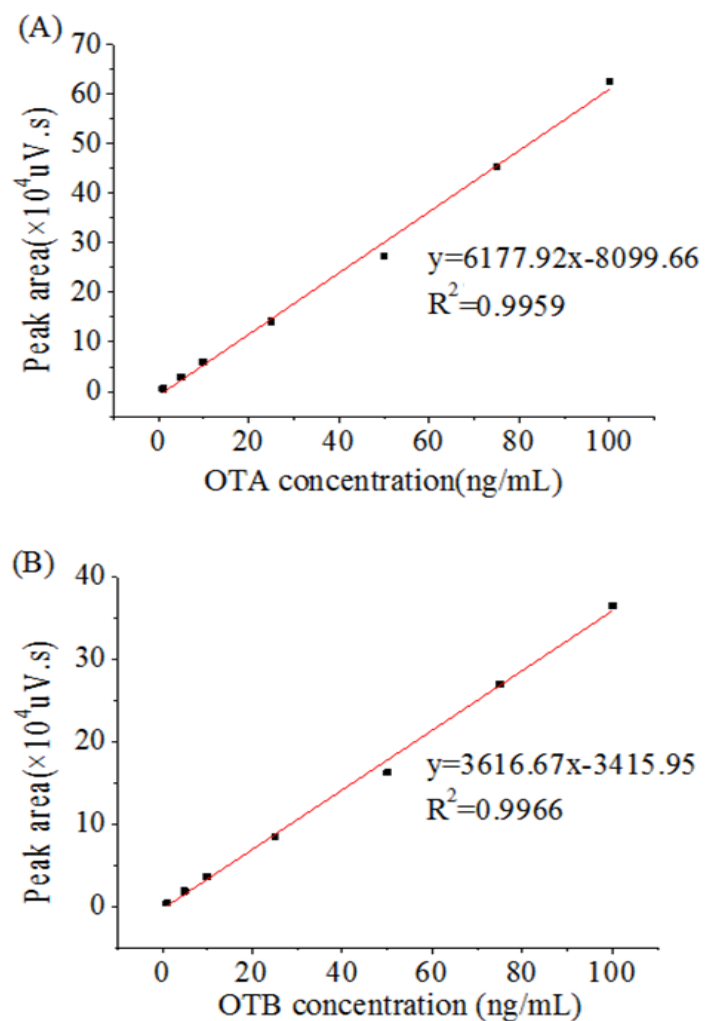 (A)
70
60
50
40
30
20
10
0
Peak area(×10⁴uV.s)
y=6177.92x-8099.66
R²=0.9959
0 20 40 60 80 100
OTA concentration(ng/mL)
(B)
40
30
20
10
0
Peak area(×10⁴uV.s)
y=3616.67x-3415.95
R²=0.9966
0 20 40 60 80 100
OTB concentration (ng/mL)